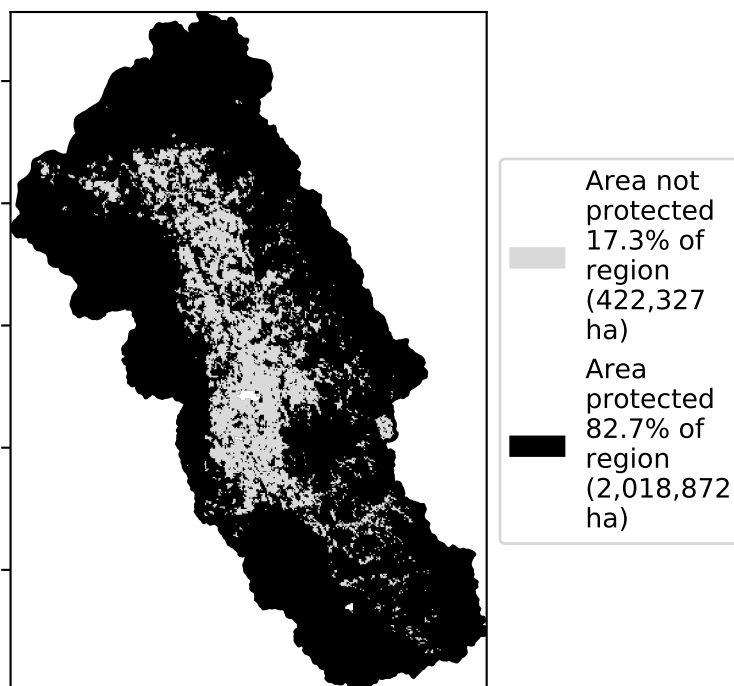 Area not
protected
17.3% of
region
(422,327
ha)
Area
protected
82.7% of
region
(2,018,872
ha)